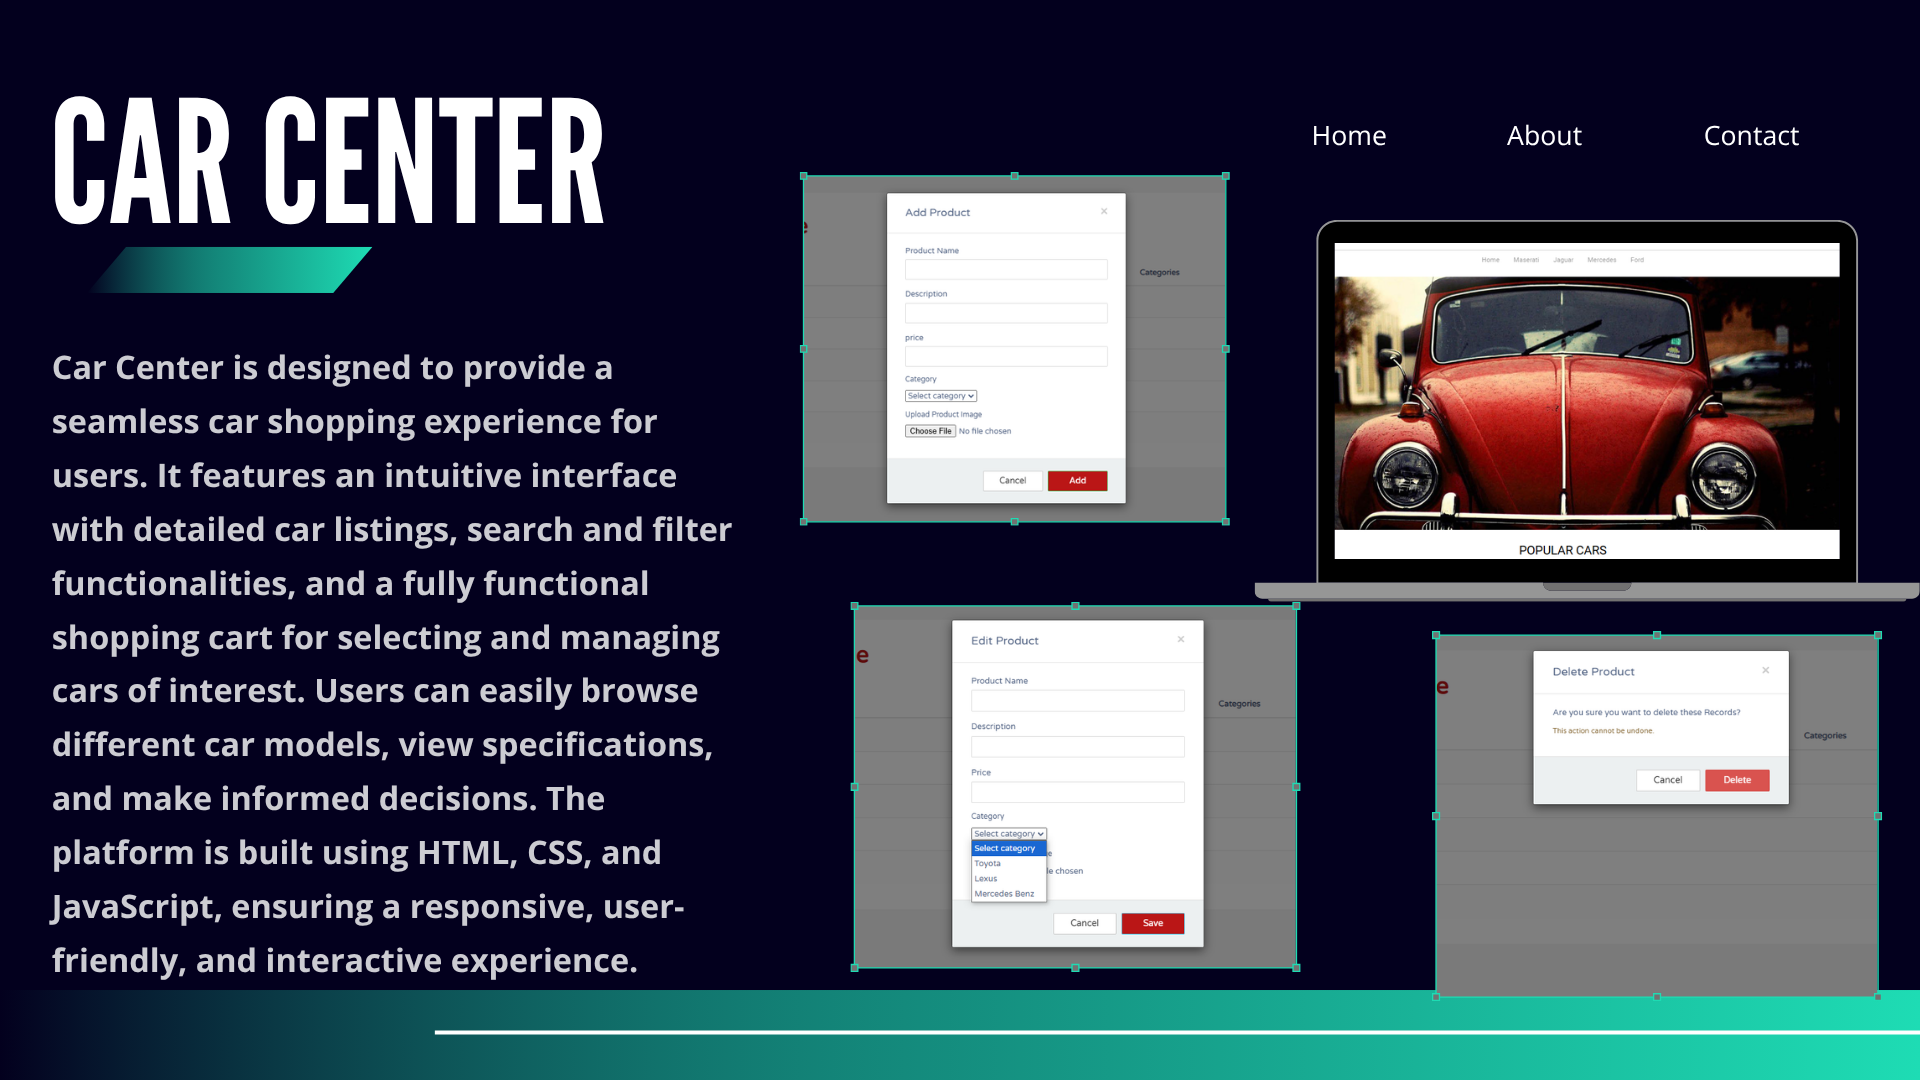 CAR CENTER
Home About Contact
Car Center is designed to provide a
seamless car shopping experience for
users. It features an intuitive interface
with detailed car listings, search and filter
functionalities, and a fully functional
shopping cart for selecting and managing
cars of interest. Users can easily browse
different car models, view specifications,
and make informed decisions. The
platform is built using HTML, CSS, and
JavaScript, ensuring a responsive, user-
friendly, and interactive experience.
e
Add Product ×
Product Name
Description
price
Category
Select category
Upload Product Image
Choose File No file chosen
Cancel Add
Categories
Home Maserati Jaguar Mercedes Ford
POPULAR CARS
e
Edit Product ×
Product Name
Description
Price
Category
Select category
Select category
Toyota
Lexus
Mercedes Benz
e
le chosen
Cancel Save
Categories
e
Delete Product ×
Are you sure you want to delete these Records?
This action cannot be undone.
Cancel Delete
Categories